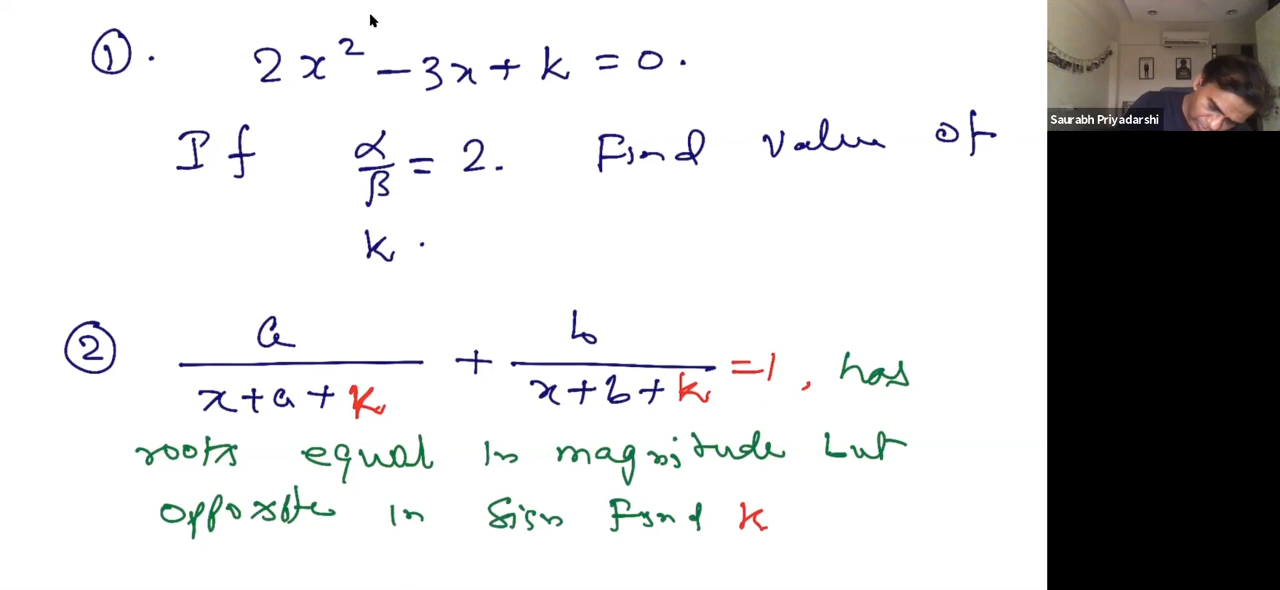 ①. 2x² - 3x + k = 0.
Saurabh Priyadarshi
If α/β = 2. Find value of
k.
② a/(x+a+k) + b/(x+b+k) = 1, has
roots equal in magnitude but
opposite in sign Find k